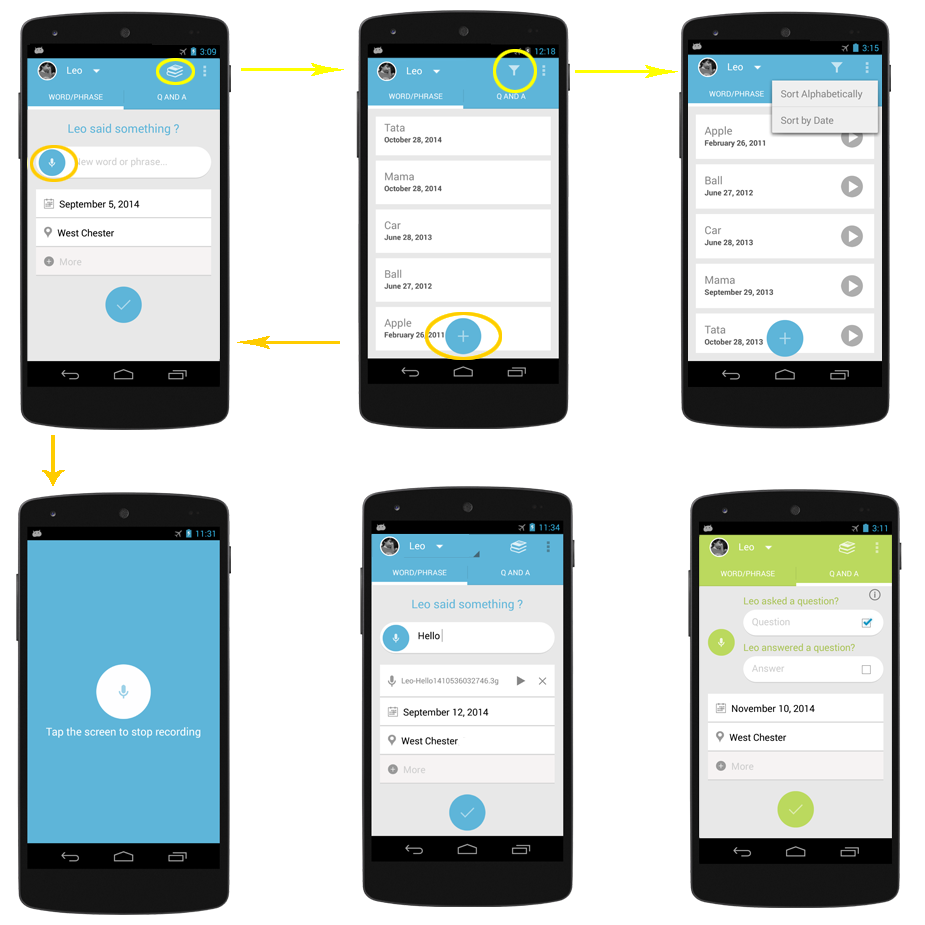 3:09
Leo
WORD/PHRASE
Q AND A
Leo said something ?
ew word or phrase...
September 5, 2014
West Chester
More
12:18
Leo
WORD/PHRASE
Q AND A
Tata
October 28, 2014
Mama
October 28, 2014
Car
June 28, 2013
Ball
June 27, 2012
Apple
February 26, 2011
3:15
Leo
WORD/PHRASE
Sort Alphabetically
Sort by Date
Apple
February 26, 2011
Ball
June 27, 2012
Car
June 28, 2013
Mama
September 29, 2013
Tata
October 28, 2013
11:31
Tap the screen to stop recording
11:34
Leo
WORD/PHRASE
Q AND A
Leo said something ?
Hello
Leo-Hello1410536032746.3g
September 12, 2014
West Chester
More
3:11
Leo
WORD/PHRASE
Q AND A
Leo asked a question?
Question
Leo answered a question?
Answer
November 10, 2014
West Chester
More